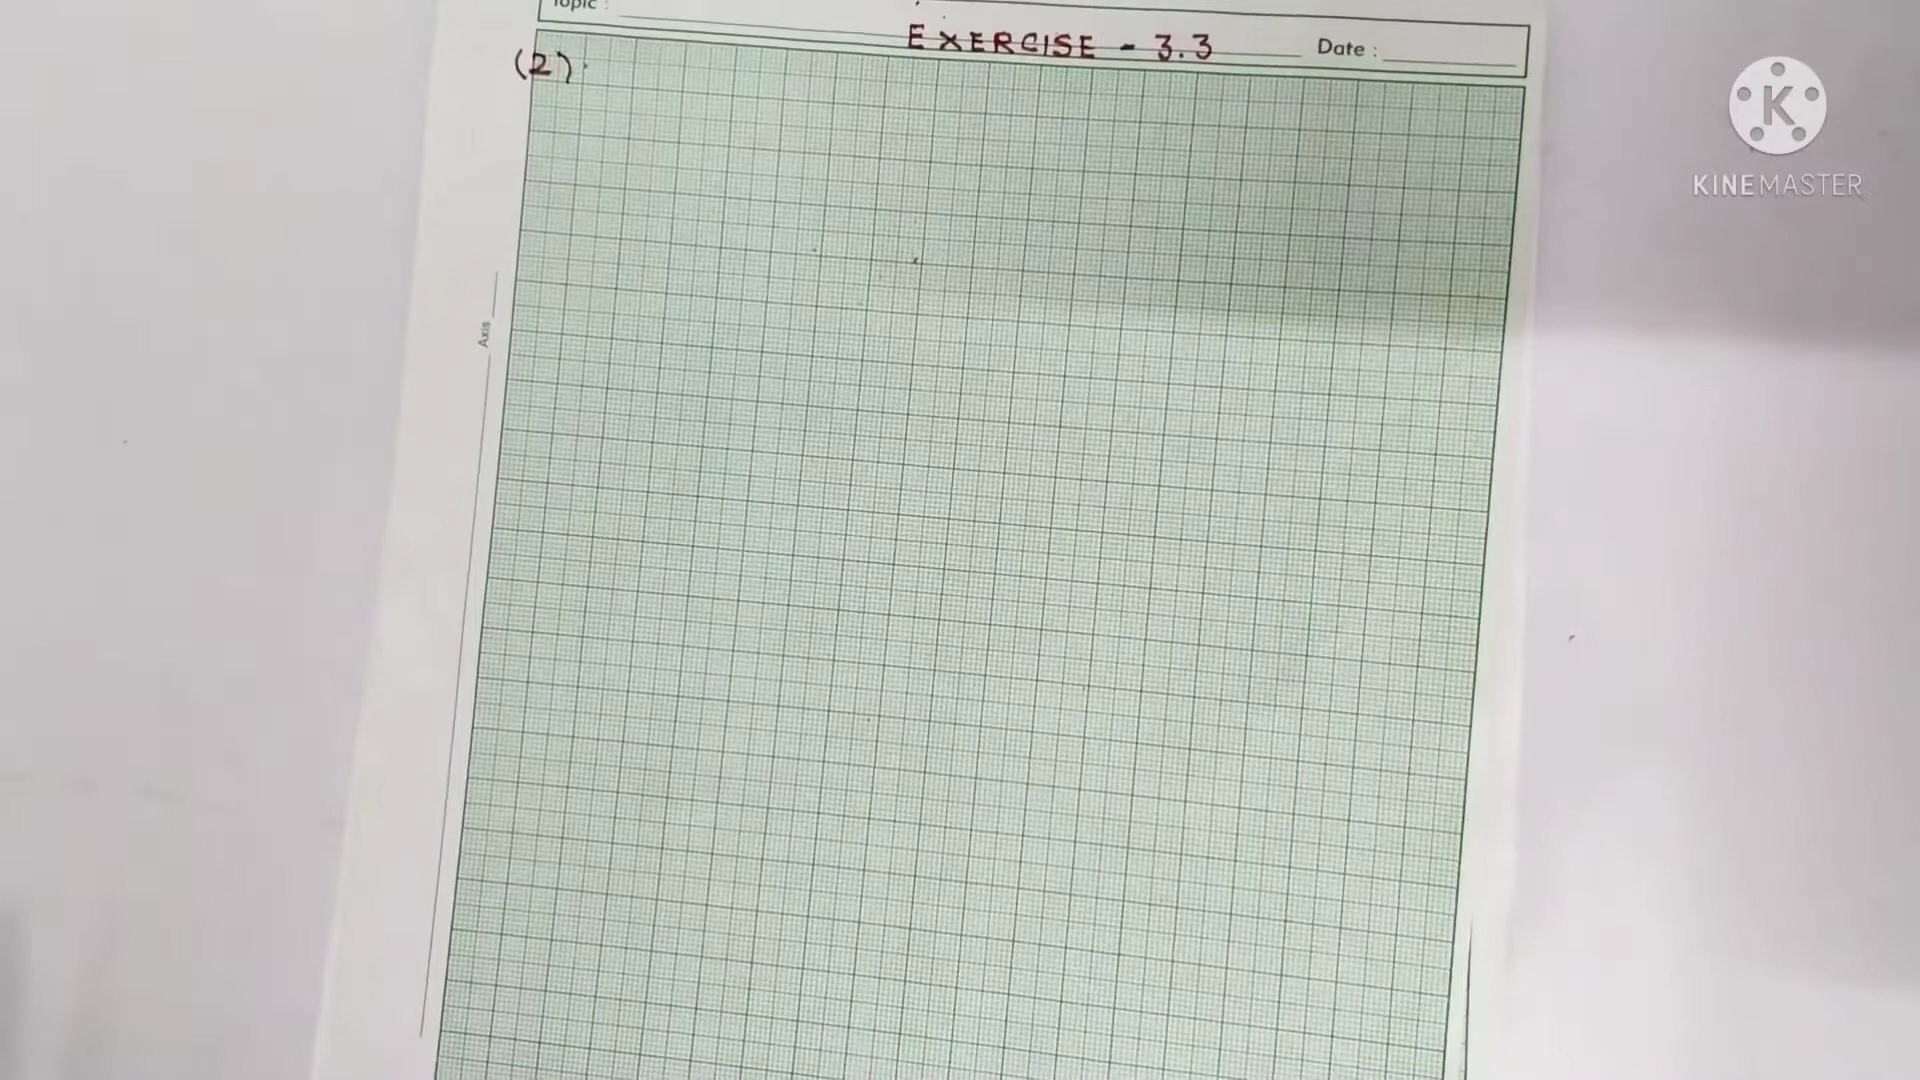 Topic :
EXERCISE - 3.3
Date :
(2).
Axis
K
KINEMASTER